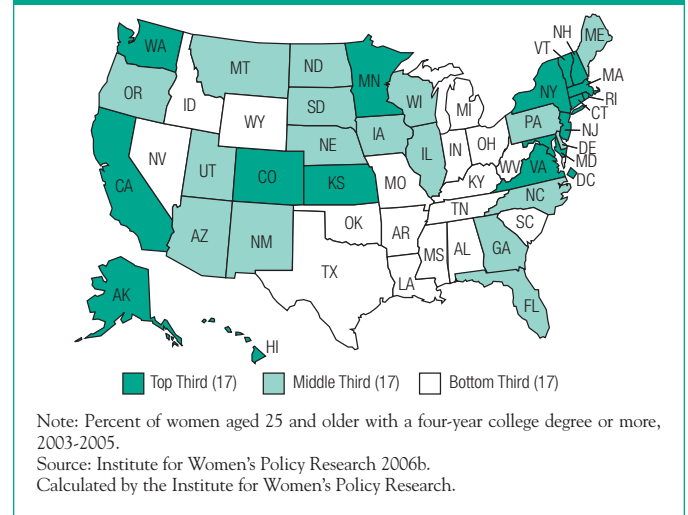 WA
MT
ND
MN
OR
ID
SD
WI
WY
IA
NE
NV
UT
CO
KS
CA
AZ
NM
OK
TX
MO
AR
LA
IL
MI
IN
OH
KY
TN
MS
AL
GA
FL
SC
NC
VA
WV
PA
NY
VT
NH
ME
MA
RI
CT
NJ
DE
MD
DC
AK
HI
Top Third (17) Middle Third (17) Bottom Third (17)
Note: Percent of women aged 25 and older with a four-year college degree or more,
2003-2005.
Source: Institute for Women's Policy Research 2006b.
Calculated by the Institute for Women's Policy Research.